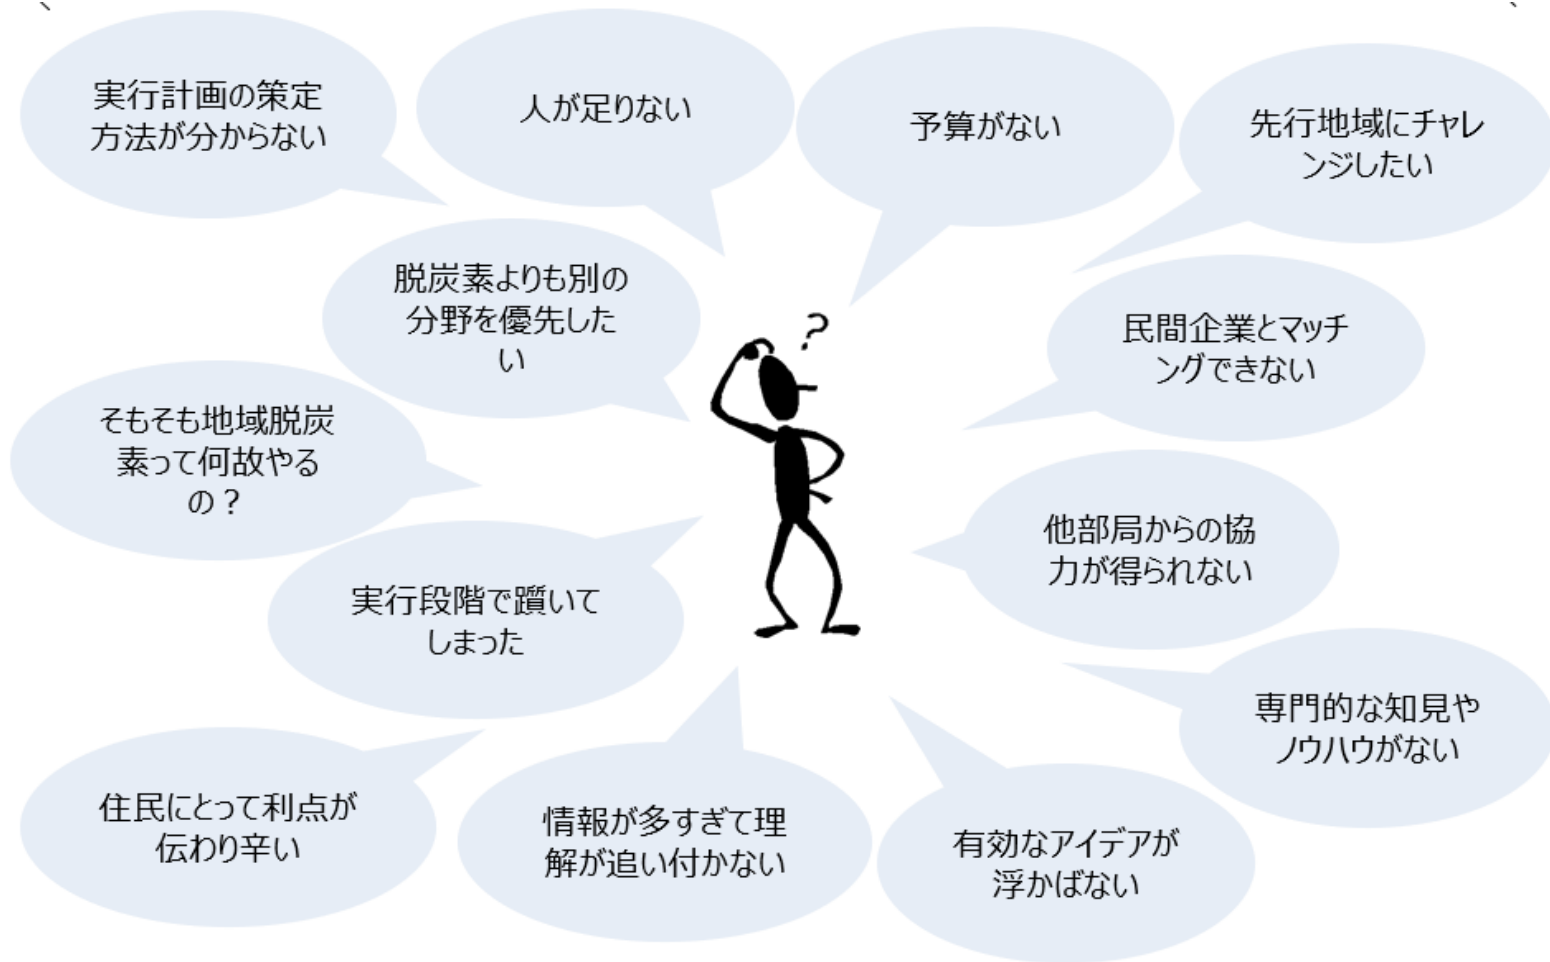 実行計画の策定
方法が分からない
人が足りない
予算がない
先行地域にチャレ
ンジしたい
脱炭素よりも別の
分野を優先した
い
民間企業とマッチ
ングできない
そもそも地域脱炭
素って何故やる
の？
?
他部局からの協
力が得られない
実行段階で躓いて
しまった
専門的な知見や
ノウハウがない
住民にとって利点が
伝わり辛い
情報が多すぎて理
解が追い付かない
有効なアイデアが
浮かばない